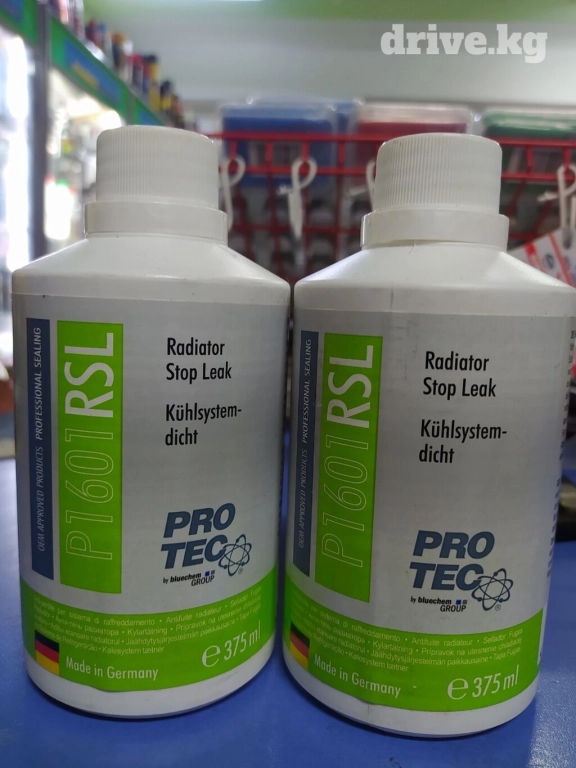 drive.kg
OEM APPROVED PRODUCTS PROFESSIONAL SEALING
P1601RSL
Radiator
Stop Leak
Kühlsystem-
dicht
PRO
TEC
®
by bluechem
GROUP
Made in Germany
e 375 ml
OEM APPROVED PRODUCTS PROFESSIONAL SEALING
P1601RSL
Radiator
Stop Leak
Kühlsystem-
dicht
PRO
TEC
®
by bluechem
GROUP
Made in Germany
e 375 ml